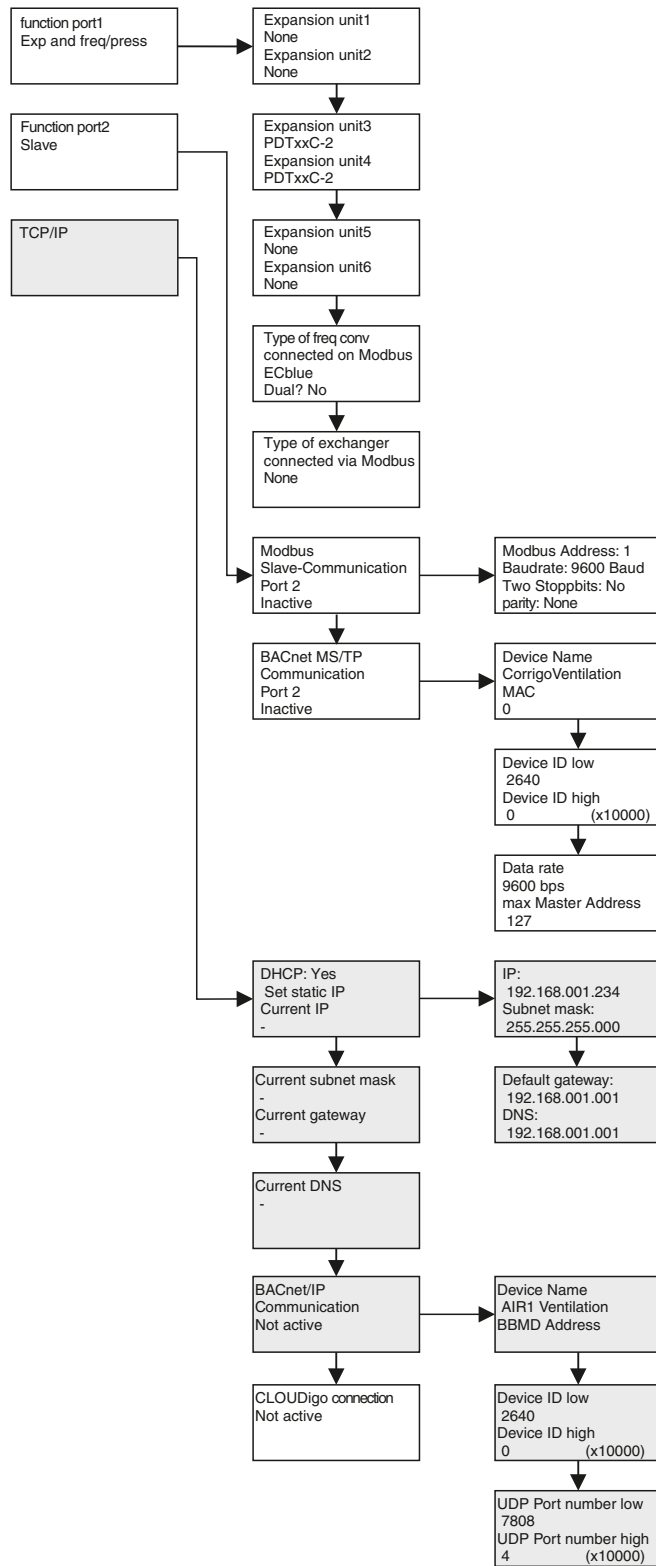 function port1
Exp and freq/press
Expansion unit1
None
Expansion unit2
None
Function port2
Slave
Expansion unit3
PDTxxC-2
Expansion unit4
PDTxxC-2
TCP/IP
Expansion unit5
None
Expansion unit6
None
Type of freq conv
connected on Modbus
ECblue
Dual? No
Type of exchanger
connected via Modbus
None
Modbus
Slave-Communication
Port 2
Inactive
Modbus Address: 1
Baudrate: 9600 Baud
Two Stoppbits: No
parity: None
BACnet MS/TP
Communication
Port 2
Inactive
Device Name
CorrigoVentilation
MAC
0
Device ID low
2640
Device ID high
0 (x10000)
Data rate
9600 bps
max Master Address
127
DHCP: Yes
Set static IP
Current IP
-
IP:
192.168.001.234
Subnet mask:
255.255.255.000
Current subnet mask
-
Current gateway
-
Default gateway:
192.168.001.001
DNS:
192.168.001.001
Current DNS
-
BACnet/IP
Communication
Not active
Device Name
AIR1 Ventilation
BBMD Address
CLOUDigo connection
Not active
Device ID low
2640
Device ID high
0 (x10000)
UDP Port number low
7808
UDP Port number high
4 (x10000)